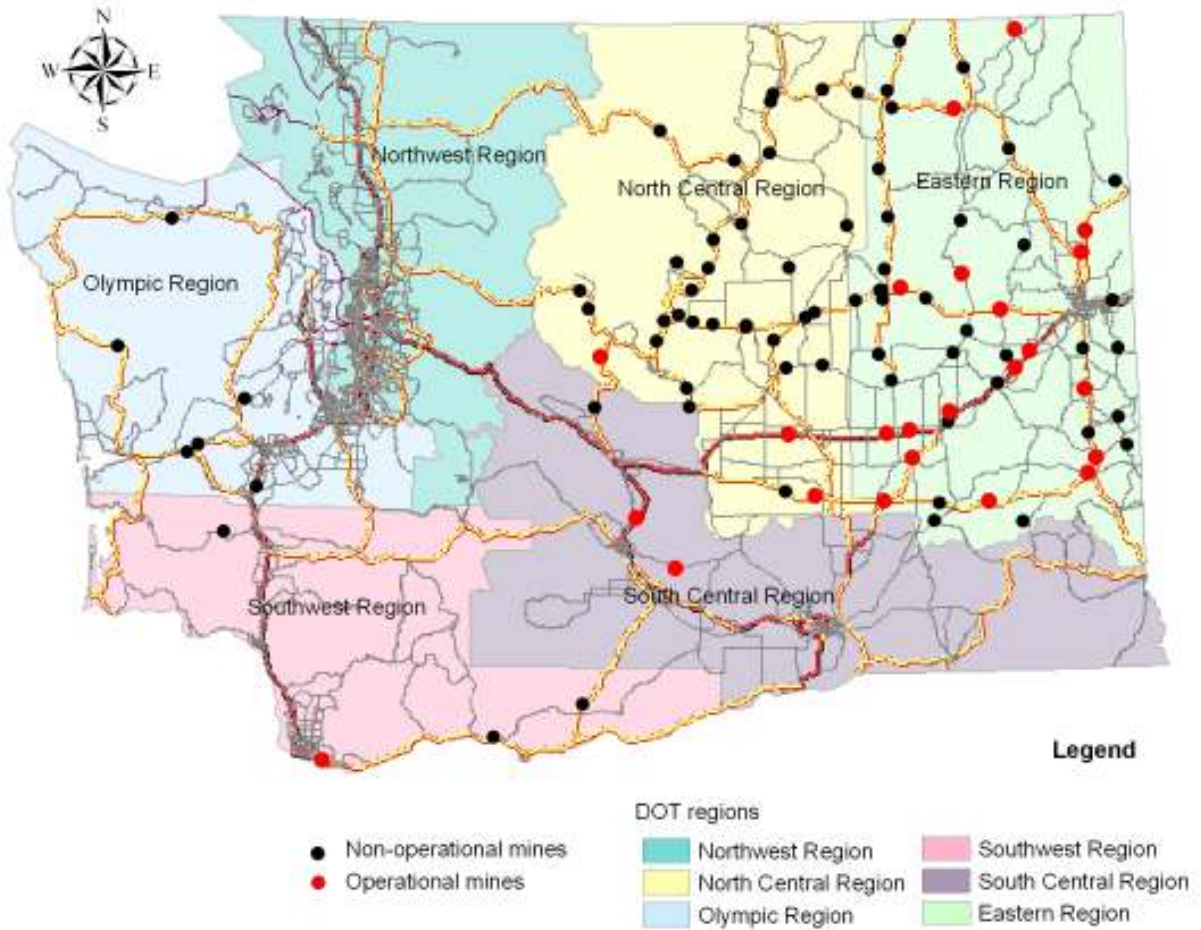 N
W E
S
Northwest Region
North Central Region
Eastern Region
Olympic Region
Southwest Region
South Central Region
Legend
DOT regions
Non-operational mines
Operational mines
Northwest Region
North Central Region
Olympic Region
Southwest Region
South Central Region
Eastern Region